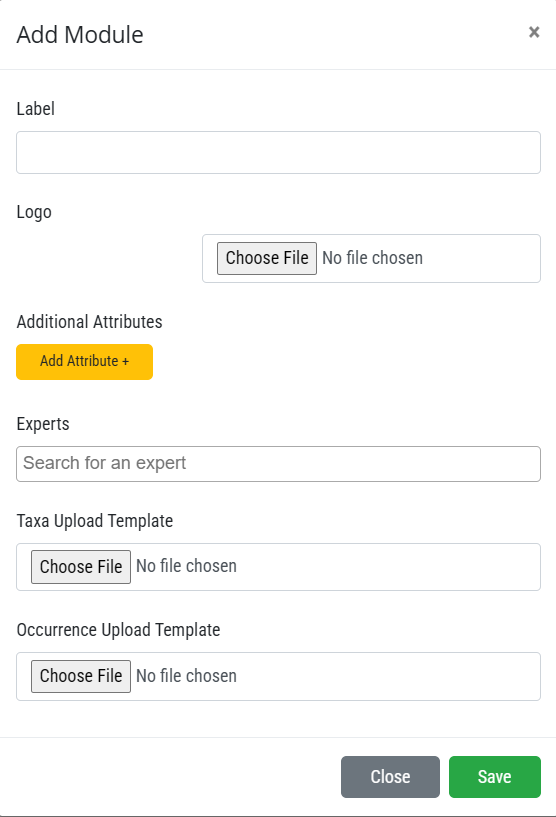 Add Module ×
Label
Logo
Choose File No file chosen
Additional Attributes
Add Attribute +
Experts
Search for an expert
Taxa Upload Template
Choose File No file chosen
Occurrence Upload Template
Choose File No file chosen
Close Save